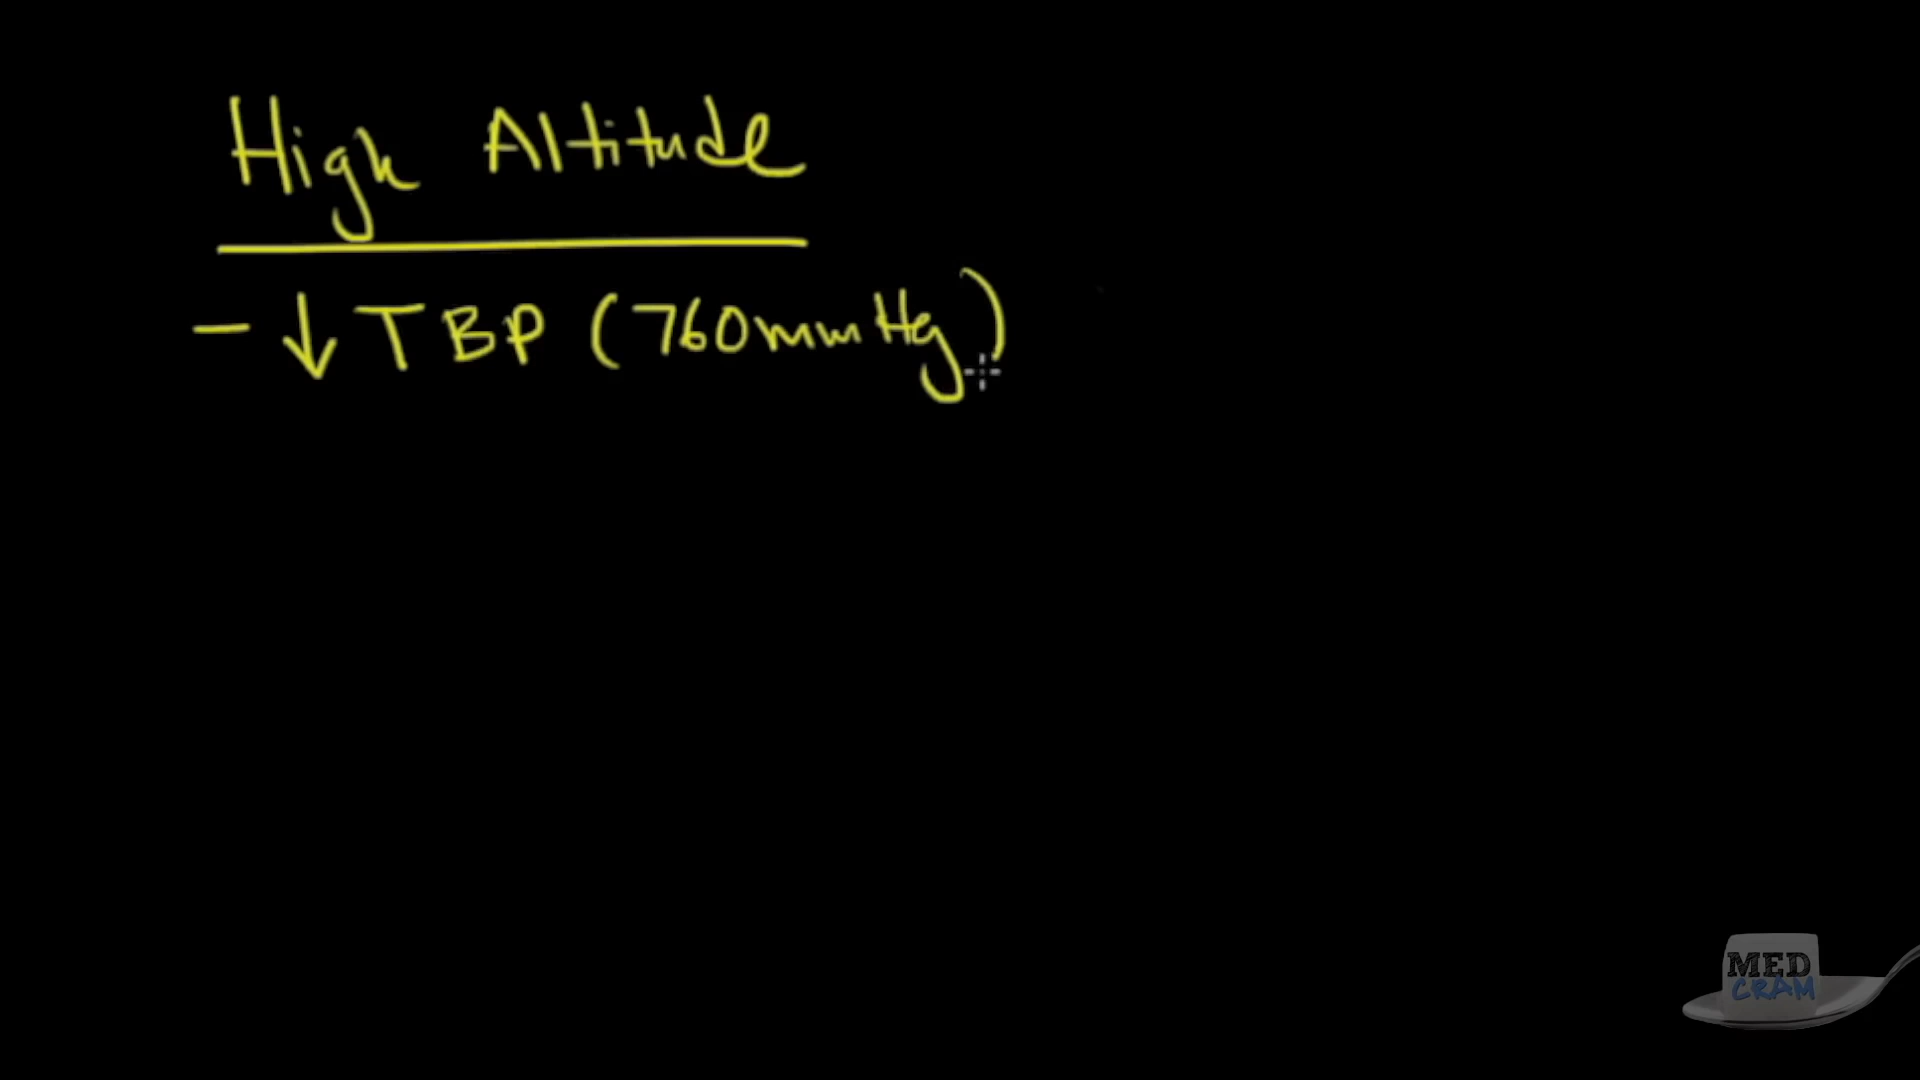 High Altitude
- ↓ TBP (760mmHg)
MED
CRAM